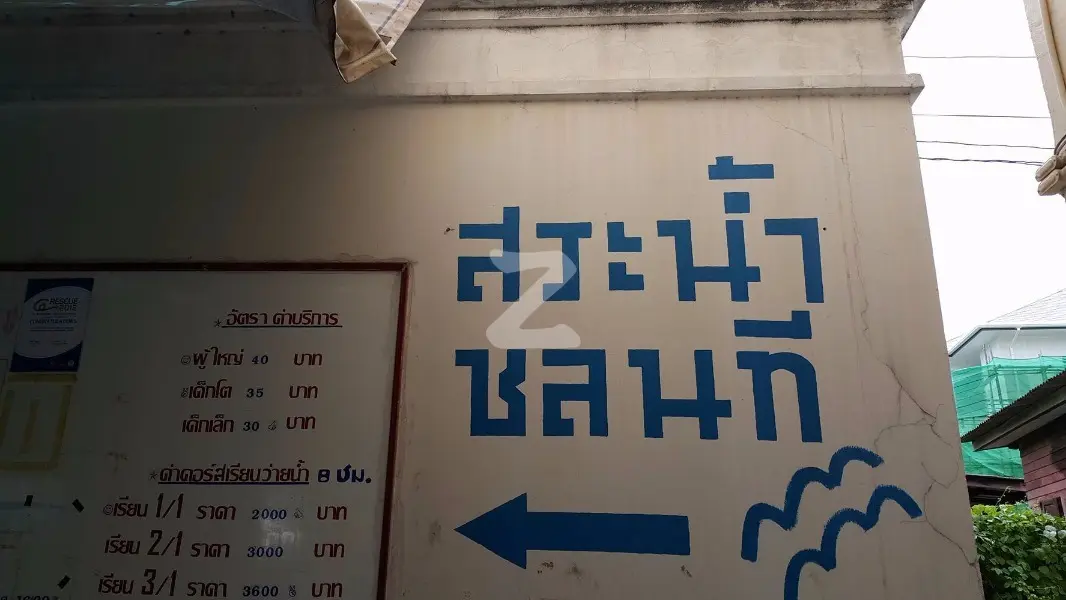 RESCUE
* อัตรา ค่าบริการ
ผู้ใหญ่ 40 บาท
เด็กโต 35 บาท
เด็กเล็ก 30 บาท
* ค่าคอร์สเรียนว่ายน้ำ 8 ชม.
เรียน 1/1 ราคา 2000 บาท
เรียน 2/1 ราคา 3000 บาท
เรียน 3/1 ราคา 3600 บาท
สระน้ำ
ชลนที
Z